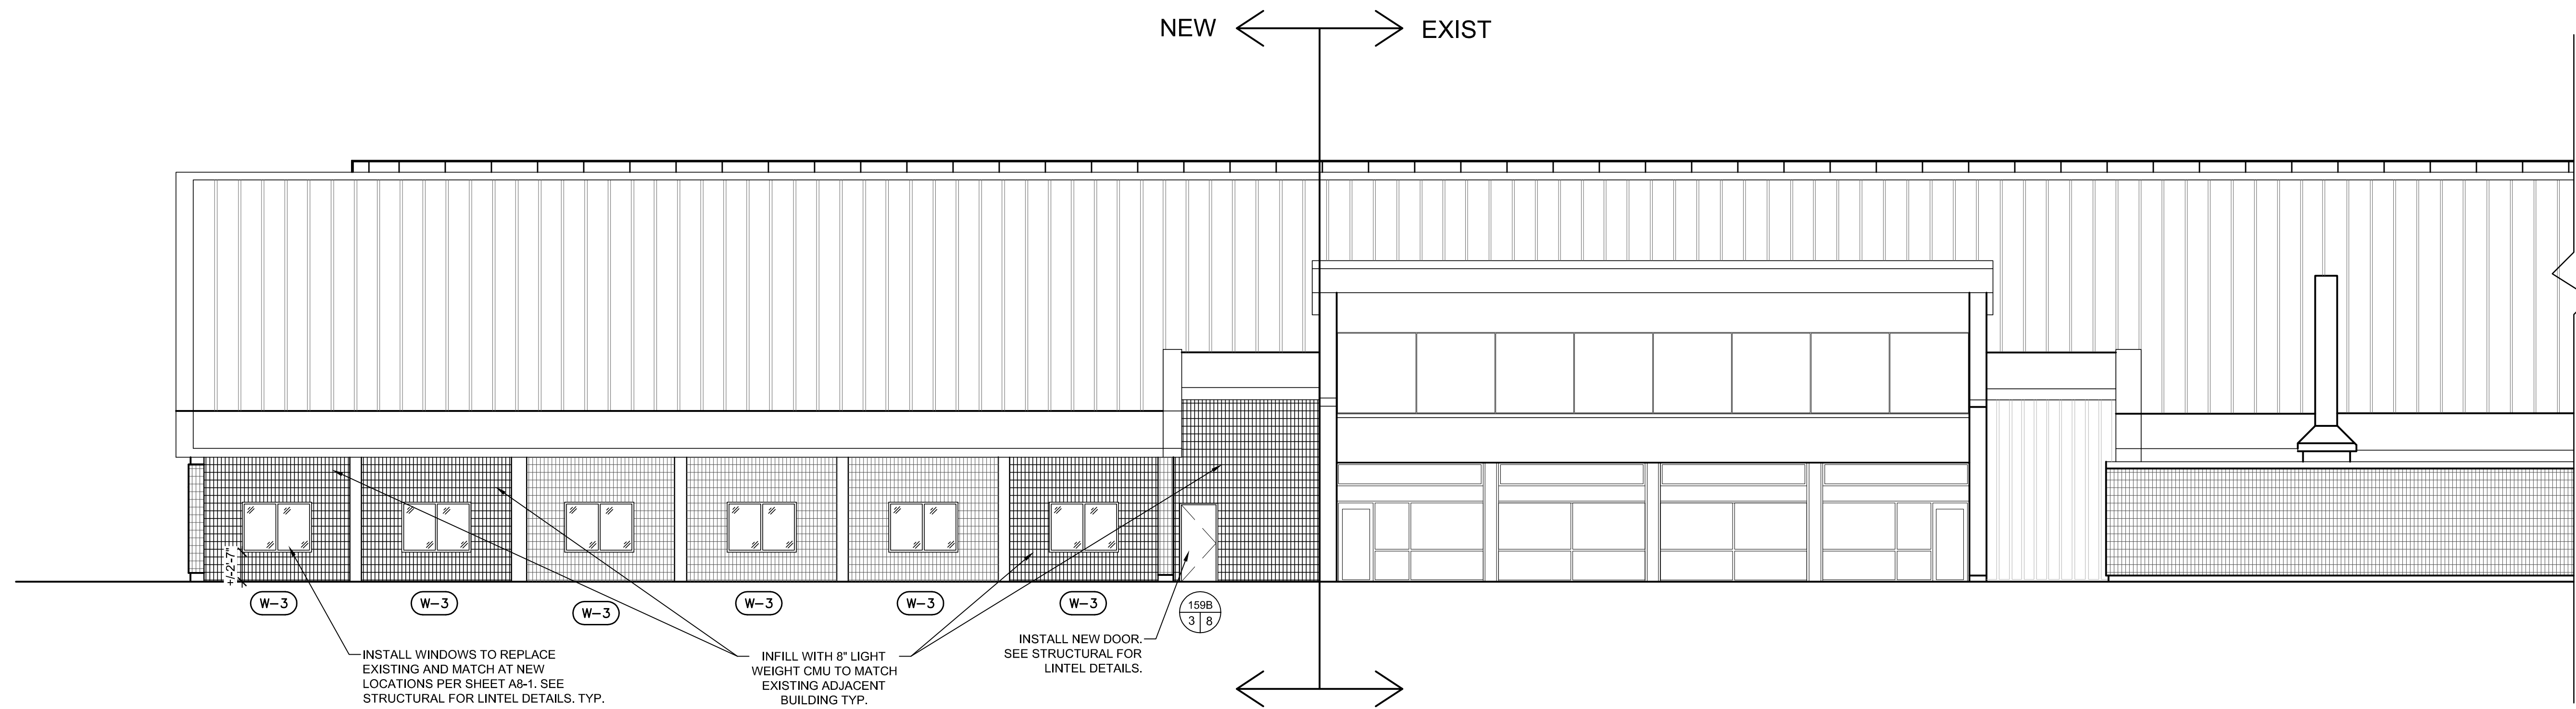 NEW
EXIST
+/-2'-7"
W-3
W-3
W-3
W-3
W-3
W-3
159B
3 8
INSTALL WINDOWS TO REPLACE
EXISTING AND MATCH AT NEW
LOCATIONS PER SHEET A8-1. SEE
STRUCTURAL FOR LINTEL DETAILS. TYP.
INFILL WITH 8" LIGHT
WEIGHT CMU TO MATCH
EXISTING ADJACENT
BUILDING TYP.
INSTALL NEW DOOR.
SEE STRUCTURAL FOR
LINTEL DETAILS.